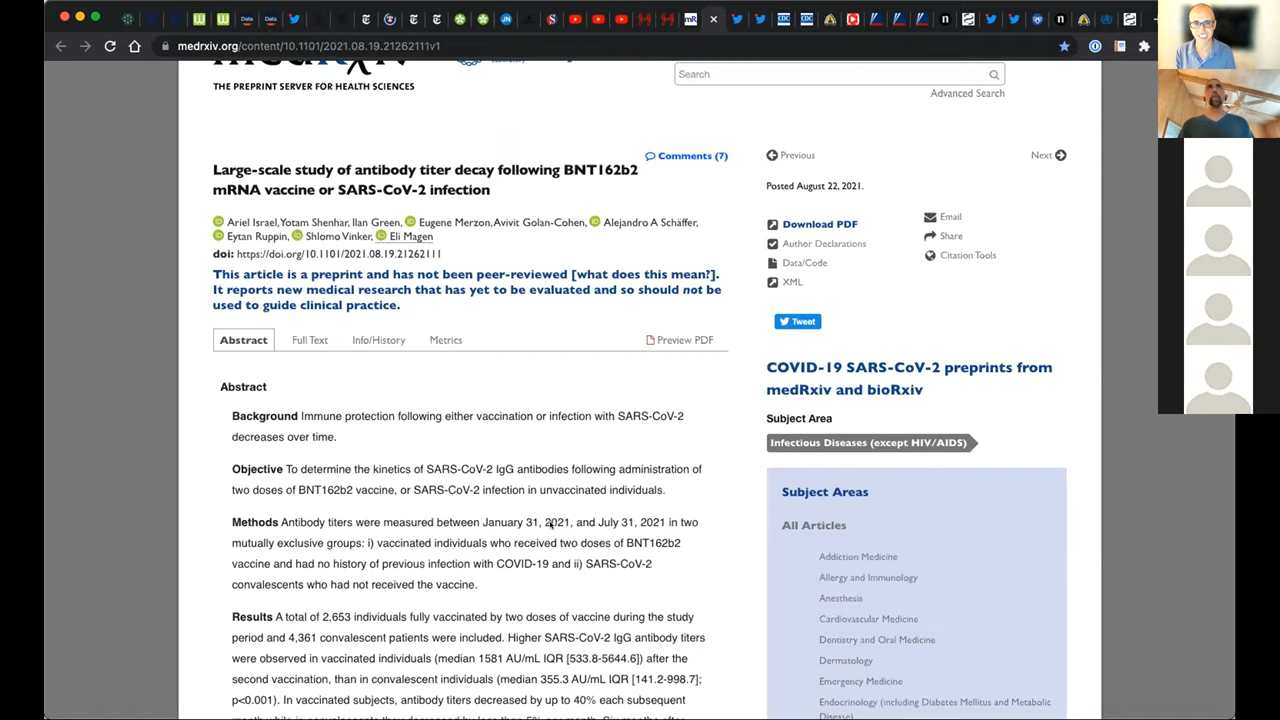 Data
Data
CDC
CDC
medrxiv.org/content/10.1101/2021.08.19.21262111v1
THE PREPRINT SERVER FOR HEALTH SCIENCES
Search
Advanced Search
Comments (7)
Large-scale study of antibody titer decay following BNT162b2
mRNA vaccine or SARS-CoV-2 infection
Ariel Israel, Yotam Shenhar, Ilan Green, Eugene Merzon, Avivit Golan-Cohen, Alejandro A Schäffer,
Eytan Ruppin, Shlomo Vinker, Eli Magen
doi: https://doi.org/10.1101/2021.08.19.21262111
This article is a preprint and has not been peer-reviewed [what does this mean?].
It reports new medical research that has yet to be evaluated and so should not be
used to guide clinical practice.
Abstract
Full Text
Info/History
Metrics
Preview PDF
Abstract
Background Immune protection following either vaccination or infection with SARS-CoV-2
decreases over time.
Objective To determine the kinetics of SARS-CoV-2 IgG antibodies following administration of
two doses of BNT162b2 vaccine, or SARS-CoV-2 infection in unvaccinated individuals.
Methods Antibody titers were measured between January 31, 2021, and July 31, 2021 in two
mutually exclusive groups: i) vaccinated individuals who received two doses of BNT162b2
vaccine and had no history of previous infection with COVID-19 and ii) SARS-CoV-2
convalescents who had not received the vaccine.
Results A total of 2,653 individuals fully vaccinated by two doses of vaccine during the study
period and 4,361 convalescent patients were included. Higher SARS-CoV-2 IgG antibody titers
were observed in vaccinated individuals (median 1581 AU/mL IQR [533.8-5644.6]) after the
second vaccination, than in convalescent individuals (median 355.3 AU/mL IQR [141.2-998.7];
p<0.001). In vaccinated subjects, antibody titers decreased by up to 40% each subsequent
Previous
Next
Posted August 22, 2021.
Download PDF
Author Declarations
Data/Code
XML
Email
Share
Citation Tools
Tweet
COVID-19 SARS-CoV-2 preprints from
medRxiv and bioRxiv
Subject Area
Infectious Diseases (except HIV/AIDS)
Subject Areas
All Articles
Addiction Medicine
Allergy and Immunology
Anesthesia
Cardiovascular Medicine
Dentistry and Oral Medicine
Dermatology
Emergency Medicine
Endocrinology (including Diabetes Mellitus and Metabolic
Disease)